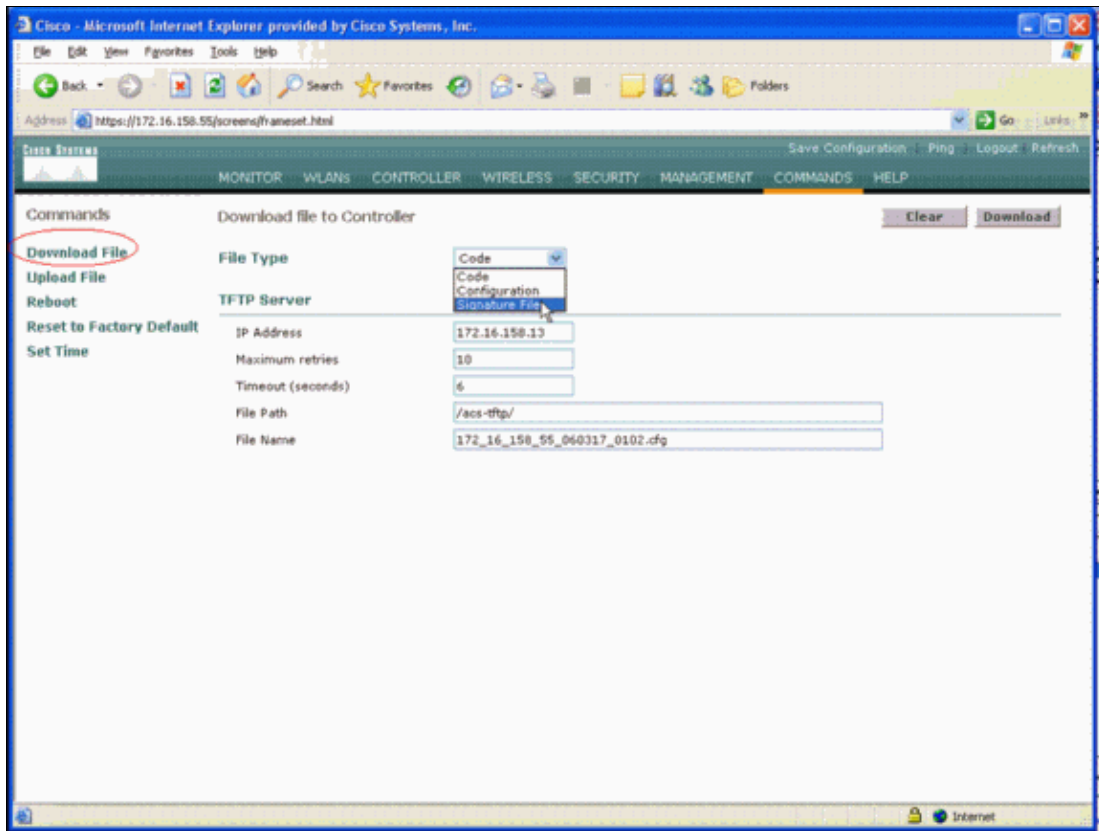 Cisco - Microsoft Internet Explorer provided by Cisco Systems, Inc.
File Edit View Favorites Tools Help
Back Search Favorites Folders
Address https://172.16.158.55/screens/frameset.html Go Links
Cisco Systems
Save Configuration Ping Logout Refresh
MONITOR WLANs CONTROLLER WIRELESS SECURITY MANAGEMENT COMMANDS HELP
Commands
Download File
Upload File
Reboot
Reset to Factory Default
Set Time
Download file to Controller Clear Download
File Type Code
Code
Configuration
Signature File
TFTP Server
IP Address 172.16.158.13
Maximum retries 10
Timeout (seconds) 6
File Path /acs-tftp/
File Name 172_16_158_55_060317_0102.cfg
Internet